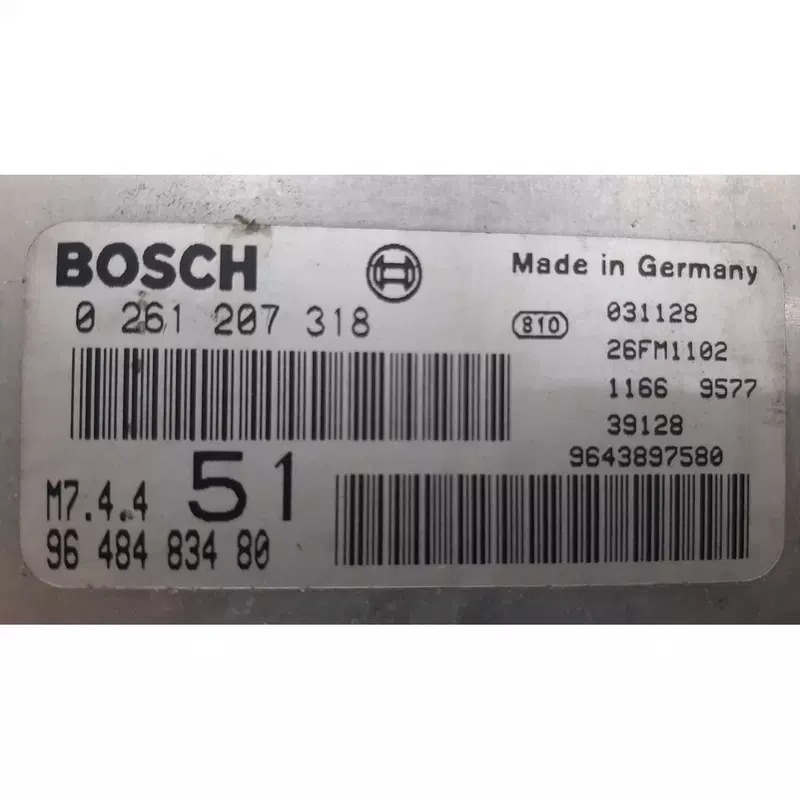 BOSCH
Made in Germany
0 261 207 318
810
031128
26FM1102
1166 9577
39128
9643897580
M7.4.4 51
96 484 834 80